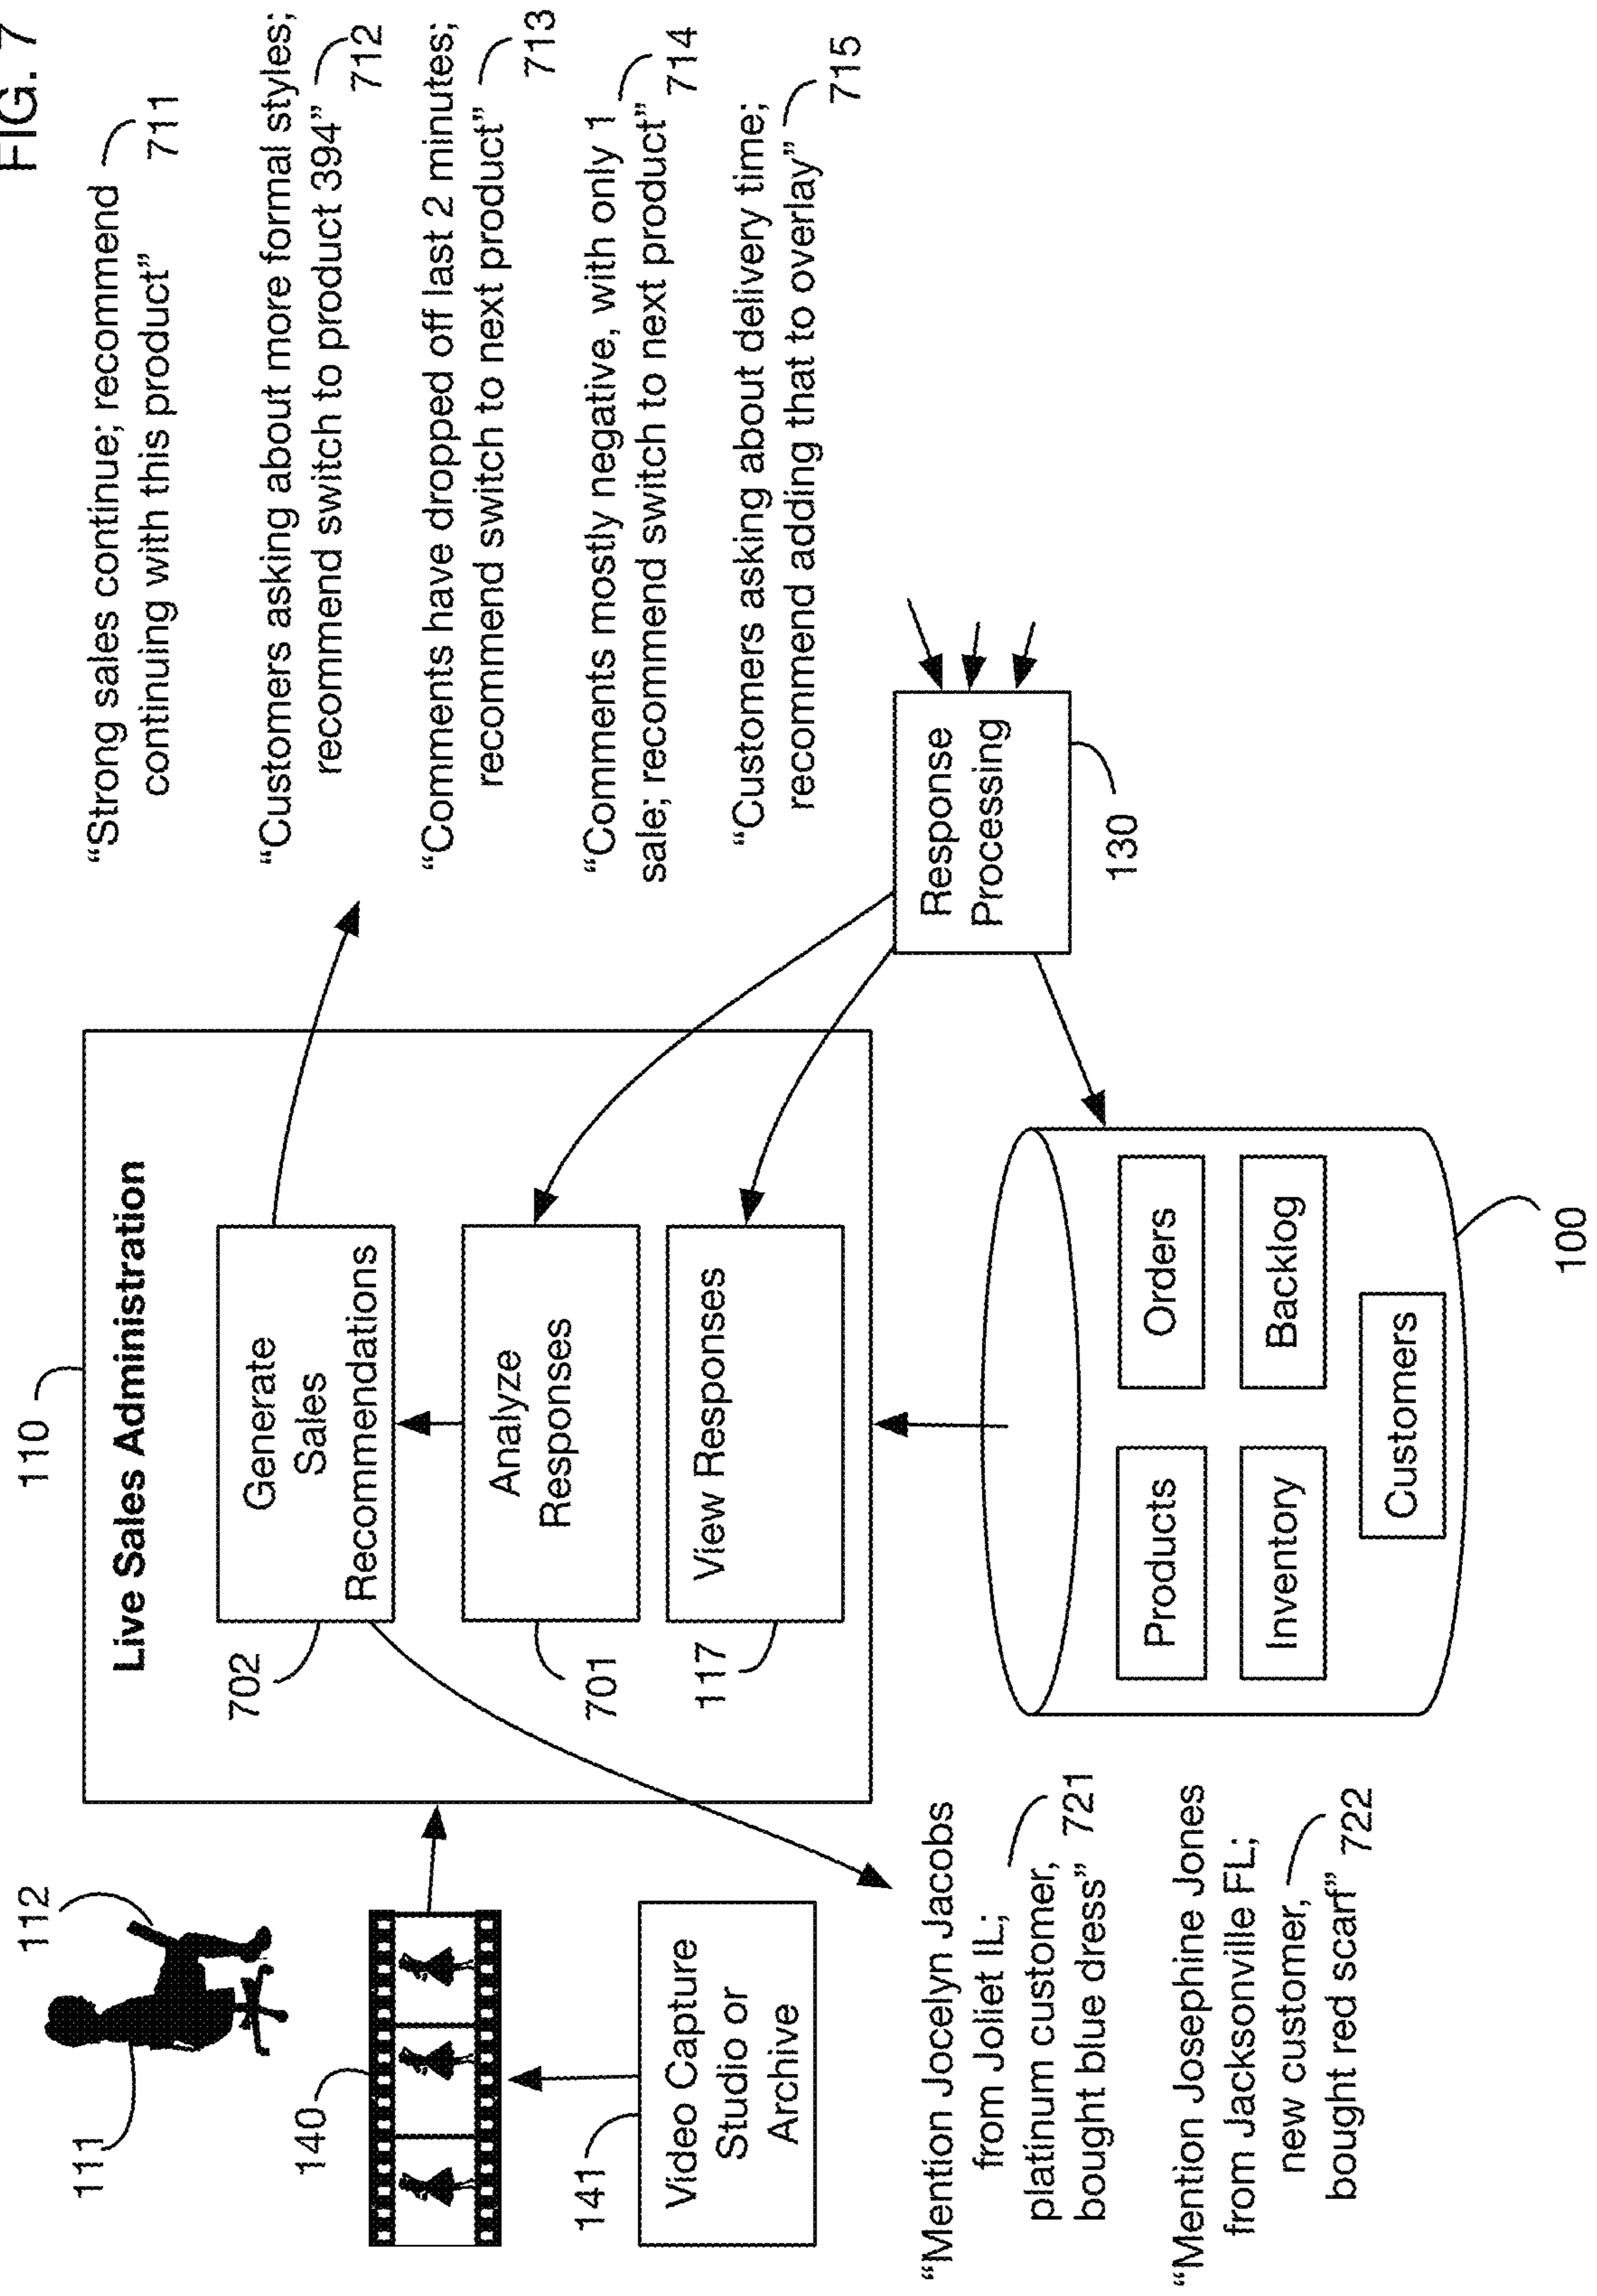 FIG. 7
110
Live Sales Administration
112
111
140
141
Video Capture
Studio or
Archive
702
Generate
Sales
Recommendations
701
Analyze
Responses
117
View Responses
“Strong sales continue; recommend
continuing with this product”
711
“Customers asking about more formal styles;
recommend switch to product 394”
712
“Comments have dropped off last 2 minutes;
recommend switch to next product”
713
“Comments mostly negative, with only 1
sale; recommend switch to next product”
714
“Customers asking about delivery time;
recommend adding that to overlay”
715
Response
Processing
130
“Mention Jocelyn Jacobs
from Joliet IL;
platinum customer,
bought blue dress”
721
“Mention Josephine Jones
from Jacksonville FL;
new customer,
bought red scarf”
722
Products
Orders
Inventory
Backlog
Customers
100